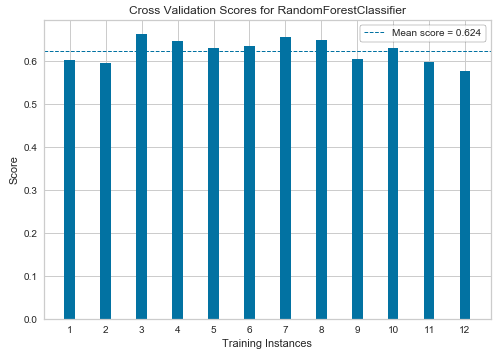 Cross Validation Scores for RandomForestClassifier
Mean score = 0.624
0.6
0.5
0.4
0.3
0.2
0.1
0.0
Score
1 2 3 4 5 6 7 8 9 10 11 12
Training Instances